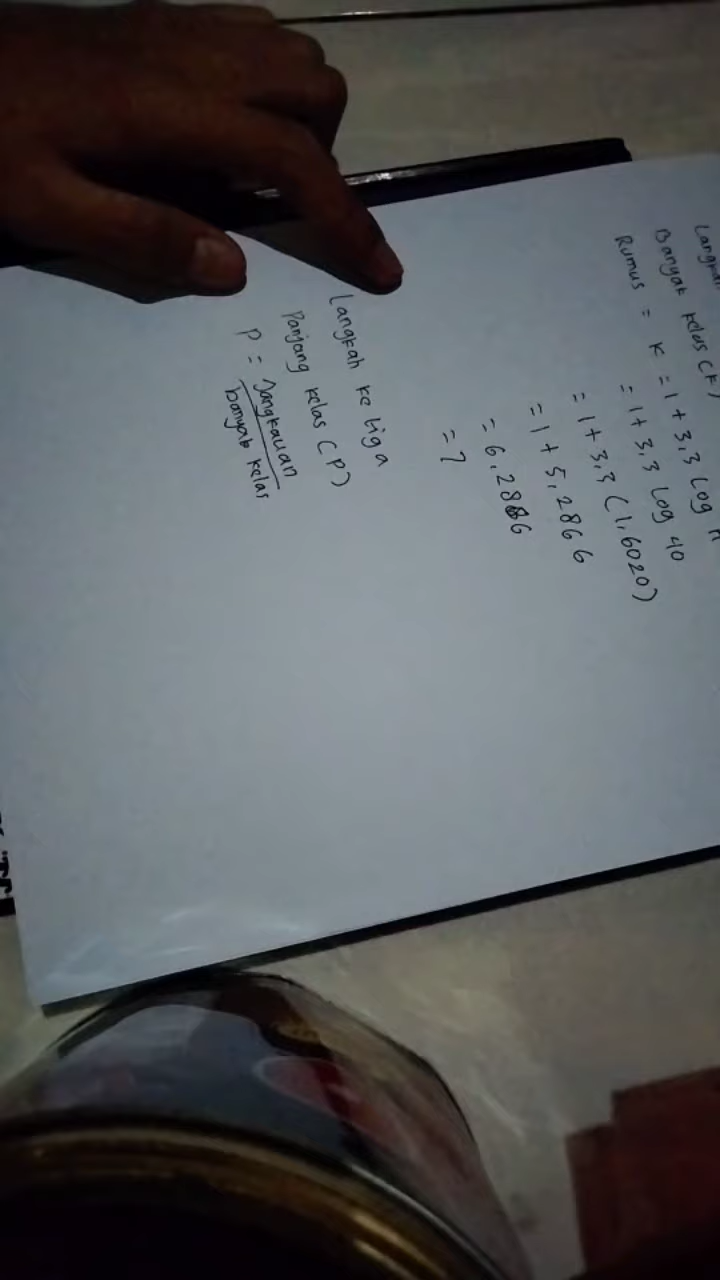 Langkah
Banyak kelas (K)
Rumus = K = 1 + 3,3 Log n
= 1 + 3,3 Log 40
= 1 + 3,3 (1,6020)
= 1 + 5,2866
= 6,2866
= 7
Langkah ke tiga
Panjang kelas (P)
P = Jangkauan
banyak kelas